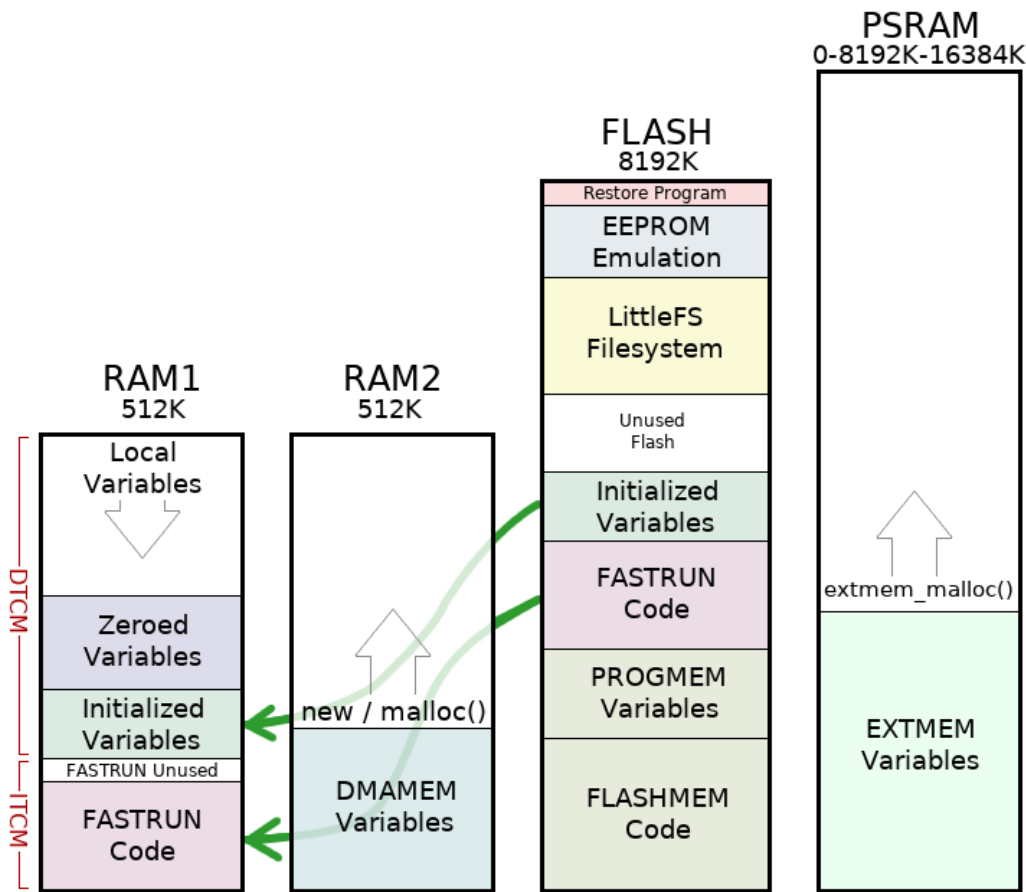 PSRAM
0-8192K-16384K
FLASH
8192K
Restore Program
EEPROM
Emulation
LittleFS
Filesystem
Unused
Flash
Initialized
Variables
FASTRUN
Code
PROGMEM
Variables
FLASHMEM
Code
RAM1
512K
Local
Variables
Zeroed
Variables
Initialized
Variables
FASTRUN Unused
FASTRUN
Code
DTCM
ITCM
RAM2
512K
new / malloc()
DMAMEM
Variables
extmem_malloc()
EXTMEM
Variables